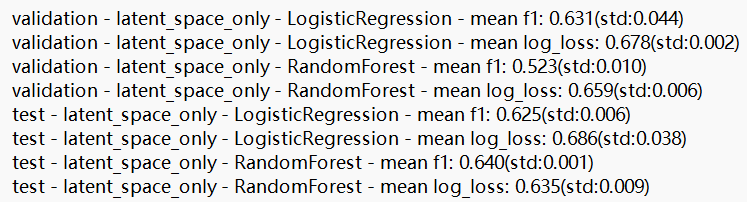 validation - latent_space_only - LogisticRegression - mean f1: 0.631(std:0.044)
validation - latent_space_only - LogisticRegression - mean log_loss: 0.678(std:0.002)
validation - latent_space_only - RandomForest - mean f1: 0.523(std:0.010)
validation - latent_space_only - RandomForest - mean log_loss: 0.659(std:0.006)
test - latent_space_only - LogisticRegression - mean f1: 0.625(std:0.006)
test - latent_space_only - LogisticRegression - mean log_loss: 0.686(std:0.038)
test - latent_space_only - RandomForest - mean f1: 0.640(std:0.001)
test - latent_space_only - RandomForest - mean log_loss: 0.635(std:0.009)